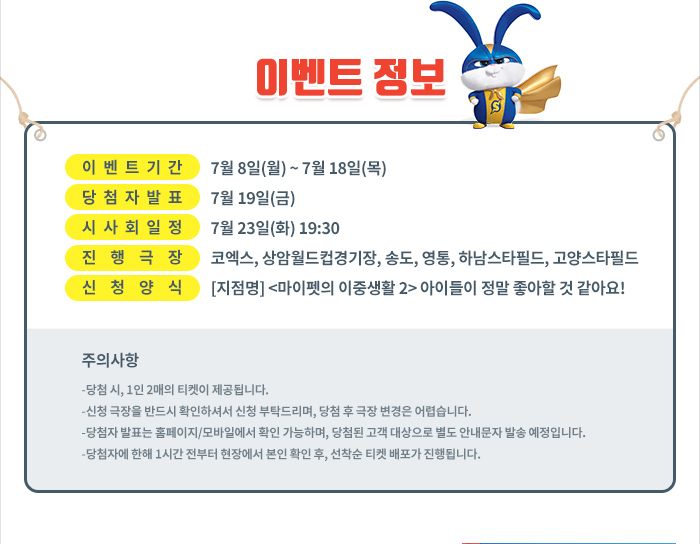 이벤트 정보
이벤트기간 7월 8일(월) ~ 7월 18일(목)
당첨자발표 7월 19일(금)
시사회일정 7월 23일(화) 19:30
진행극장 코엑스, 상암월드컵경기장, 송도, 영통, 하남스타필드, 고양스타필드
신청양식 [지점명] <마이펫의 이중생활 2> 아이들이 정말 좋아할 것 같아요!
주의사항
-당첨 시, 1인 2매의 티켓이 제공됩니다.
-신청 극장을 반드시 확인하셔서 신청 부탁드리며, 당첨 후 극장 변경은 어렵습니다.
-당첨자 발표는 홈페이지/모바일에서 확인 가능하며, 당첨된 고객 대상으로 별도 안내문자 발송 예정입니다.
-당첨자에 한해 1시간 전부터 현장에서 본인 확인 후, 선착순 티켓 배포가 진행됩니다.